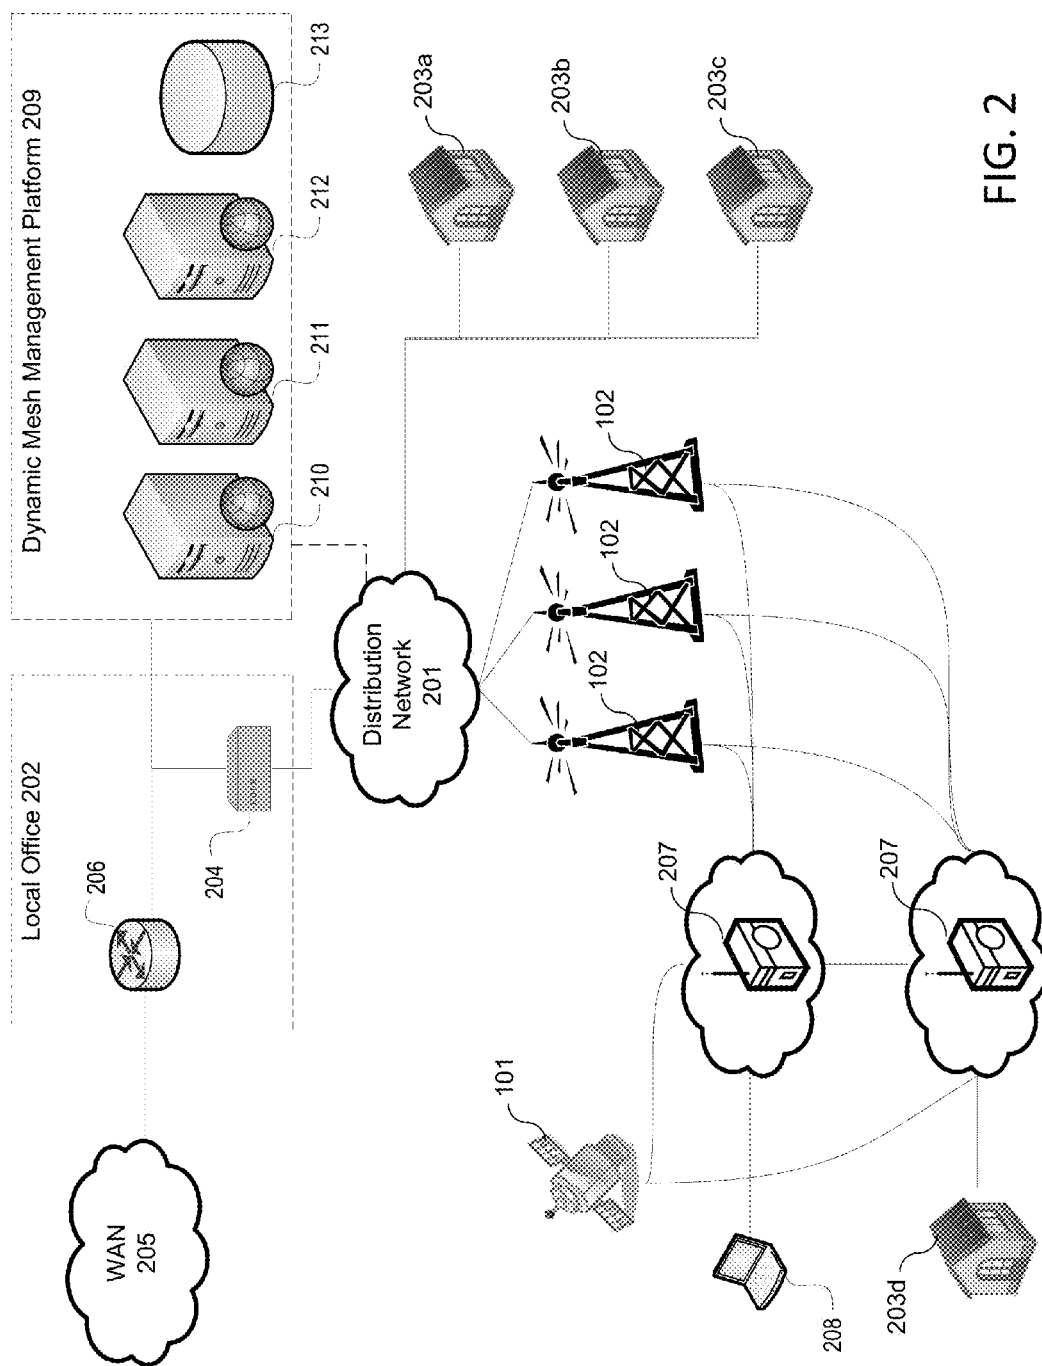 WAN
205
Local Office 202
206
204
Dynamic Mesh Management Platform 209
210
211
212
213
Distribution
Network
201
101
102
102
102
203a
203b
203c
208
207
203d
207
FIG. 2